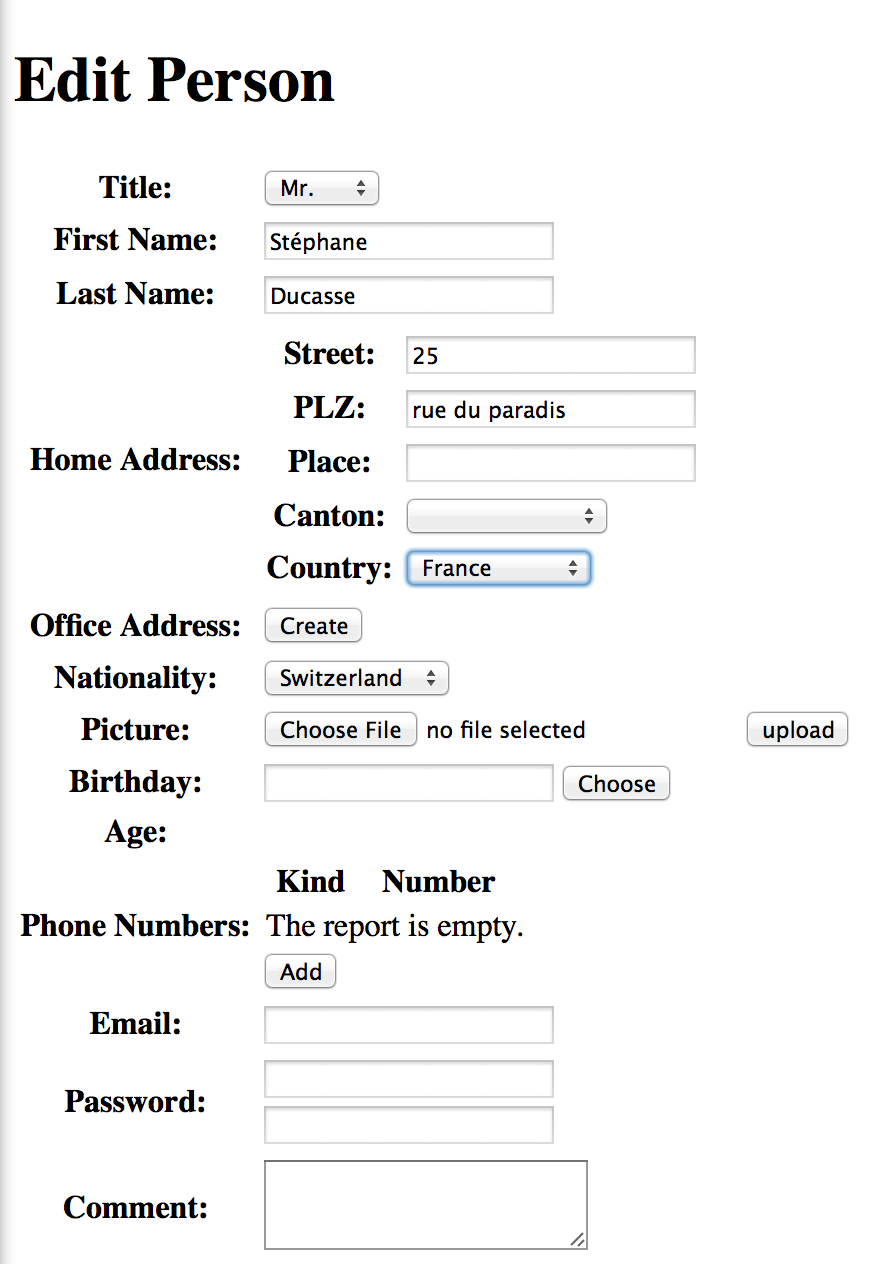 Edit Person
Title: Mr.
First Name: Stéphane
Last Name: Ducasse
Street: 25
PLZ: rue du paradis
Home Address: Place:
Canton:
Country: France
Office Address: Create
Nationality: Switzerland
Picture: Choose File no file selected upload
Birthday: Choose
Age:
Kind Number
Phone Numbers: The report is empty.
Add
Email:
Password:
Comment: